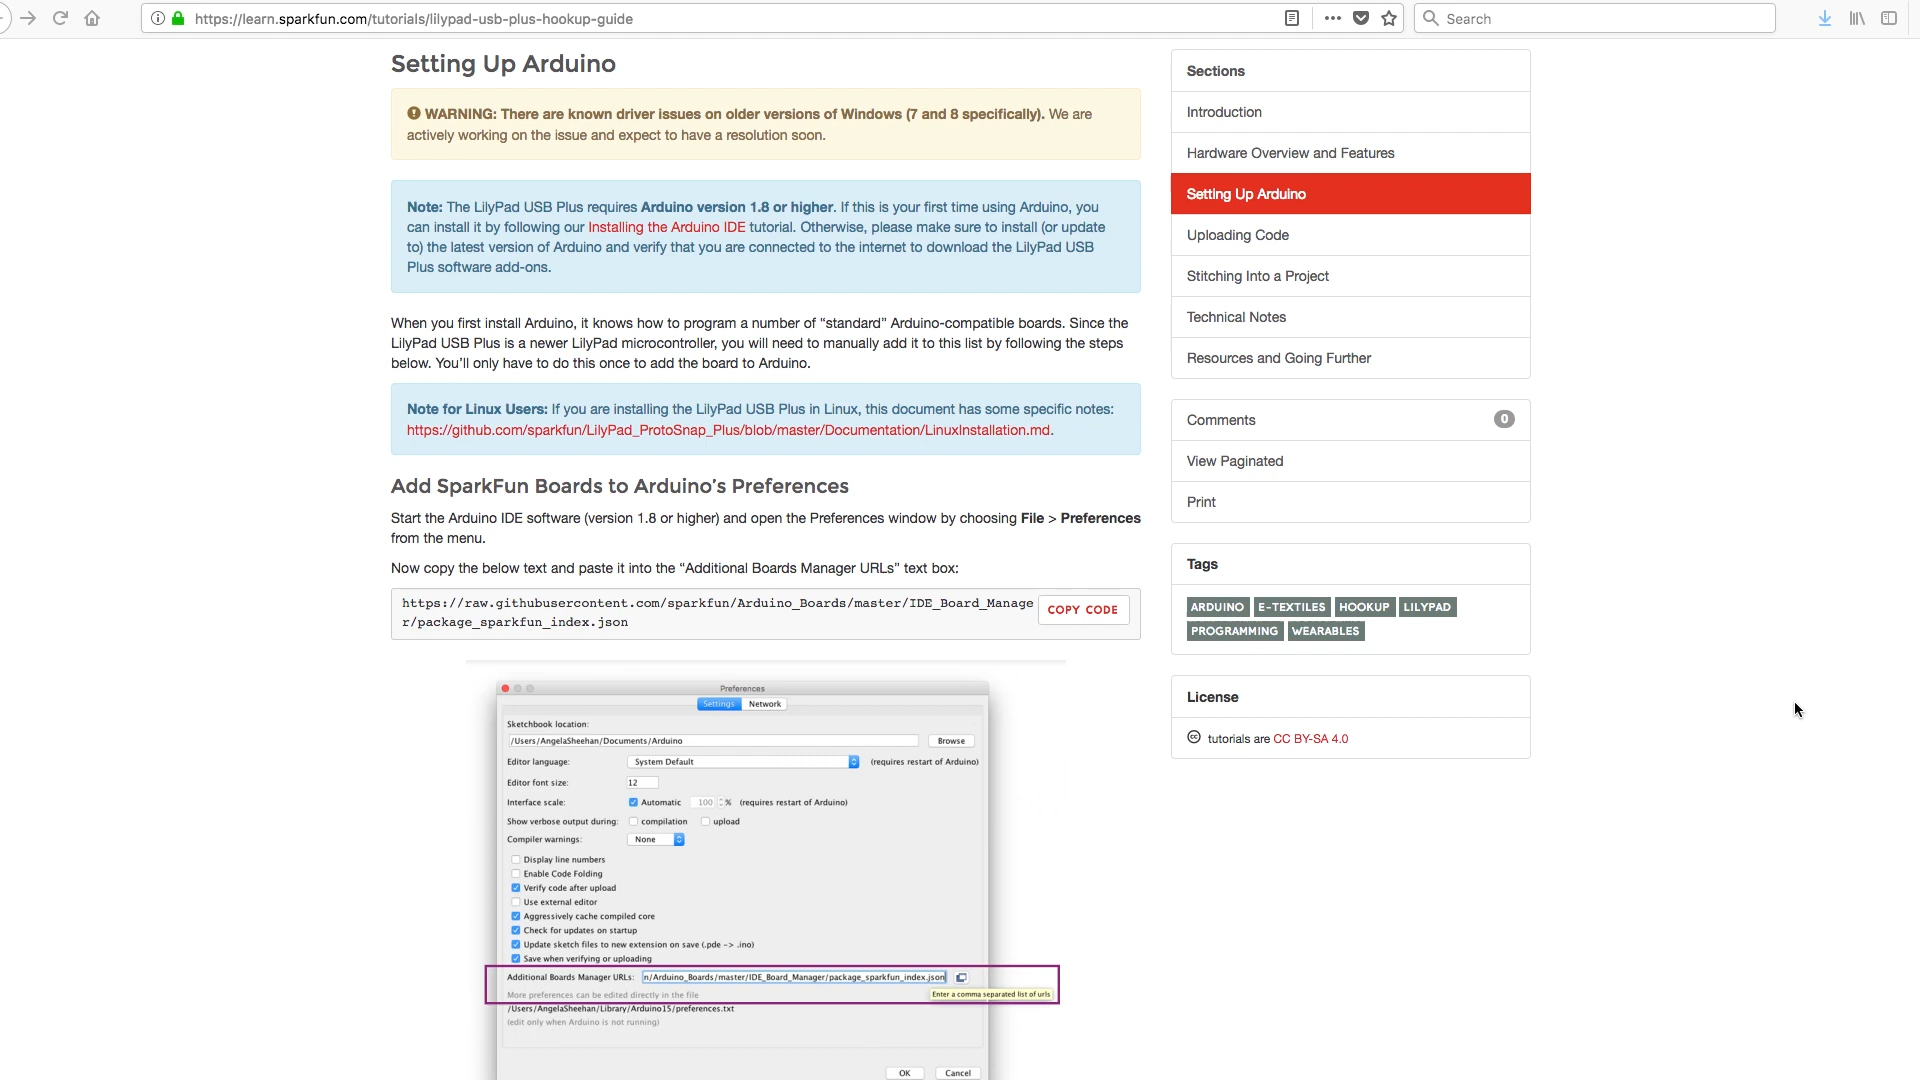 https://learn.sparkfun.com/tutorials/lilypad-usb-plus-hookup-guide
Search
Setting Up Arduino
WARNING: There are known driver issues on older versions of Windows (7 and 8 specifically). We are
actively working on the issue and expect to have a resolution soon.
Note: The LilyPad USB Plus requires Arduino version 1.8 or higher. If this is your first time using Arduino, you
can install it by following our Installing the Arduino IDE tutorial. Otherwise, please make sure to install (or update
to) the latest version of Arduino and verify that you are connected to the internet to download the LilyPad USB
Plus software add-ons.
When you first install Arduino, it knows how to program a number of “standard” Arduino-compatible boards. Since the
LilyPad USB Plus is a newer LilyPad microcontroller, you will need to manually add it to this list by following the steps
below. You’ll only have to do this once to add the board to Arduino.
Note for Linux Users: If you are installing the LilyPad USB Plus in Linux, this document has some specific notes:
https://github.com/sparkfun/LilyPad_ProtoSnap_Plus/blob/master/Documentation/LinuxInstallation.md.
Add SparkFun Boards to Arduino’s Preferences
Start the Arduino IDE software (version 1.8 or higher) and open the Preferences window by choosing File > Preferences
from the menu.
Now copy the below text and paste it into the “Additional Boards Manager URLs” text box:
https://raw.githubusercontent.com/sparkfun/Arduino_Boards/master/IDE_Board_Manage
r/package_sparkfun_index.json
COPY CODE
Preferences
Settings Network
Sketchbook location:
/Users/AngelaSheehan/Documents/Arduino Browse
Editor language: System Default (requires restart of Arduino)
Editor font size: 12
Interface scale: Automatic 100 % (requires restart of Arduino)
Show verbose output during: compilation upload
Compiler warnings: None
Display line numbers
Enable Code Folding
Verify code after upload
Use external editor
Aggressively cache compiled core
Check for updates on startup
Update sketch files to new extension on save (.pde -> .ino)
Save when verifying or uploading
Additional Boards Manager URLs: n/Arduino_Boards/master/IDE_Board_Manager/package_sparkfun_index.json
More preferences can be edited directly in the file
Enter a comma separated list of urls
/Users/AngelaSheehan/Library/Arduino15/preferences.txt
(edit only when Arduino is not running)
OK Cancel
Sections
Introduction
Hardware Overview and Features
Setting Up Arduino
Uploading Code
Stitching Into a Project
Technical Notes
Resources and Going Further
Comments 0
View Paginated
Print
Tags
ARDUINO E-TEXTILES HOOKUP LILYPAD
PROGRAMMING WEARABLES
License
tutorials are CC BY-SA 4.0